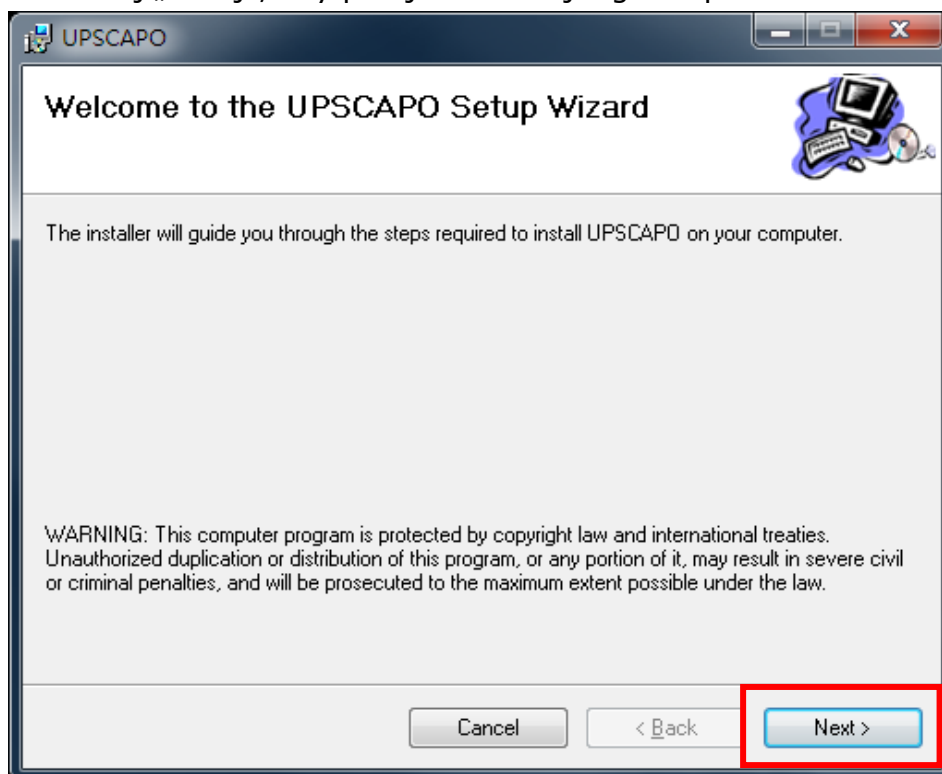 UPSCAPO
Welcome to the UPSCAPO Setup Wizard
The installer will guide you through the steps required to install UPSCAPO on your computer.
WARNING: This computer program is protected by copyright law and international treaties.
Unauthorized duplication or distribution of this program, or any portion of it, may result in severe civil
or criminal penalties, and will be prosecuted to the maximum extent possible under the law.
Cancel < Back Next >